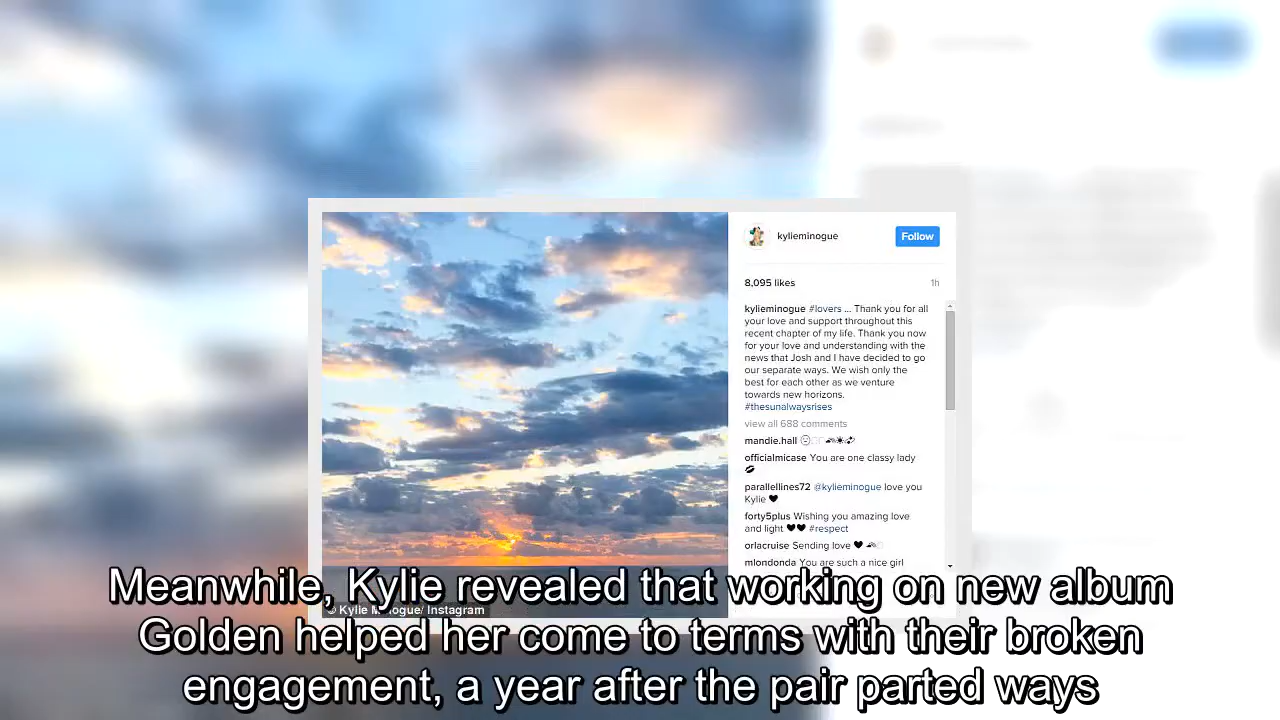 kylieminogue
Follow
8,095 likes
1h
kylieminogue #lovers ... Thank you for all
your love and support throughout this
recent chapter of my life. Thank you now
for your love and understanding with the
news that Josh and I have decided to go
our separate ways. We wish only the
best for each other as we venture
towards new horizons.
#thesunalwaysrises
view all 688 comments
mandie.hall
officialmicase You are one classy lady
💋
parallellines72 @kylieminogue love you
Kylie ❤
forty5plus Wishing you amazing love
and light ❤❤ #respect
orlacruise Sending love ❤
mlondonda You are such a nice girl
© Kylie Minogue/ Instagram
Meanwhile, Kylie revealed that working on new album
Golden helped her come to terms with their broken
engagement, a year after the pair parted ways